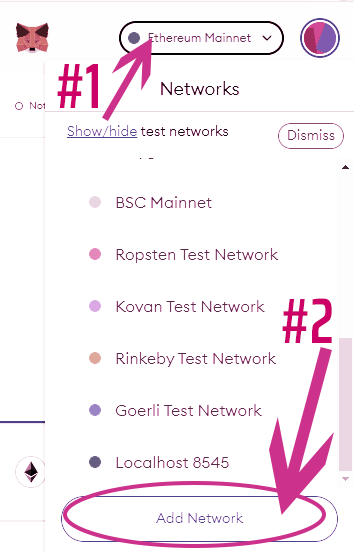 Ethereum Mainnet
#1
Networks
Not
Show/hide test networks
Dismiss
BSC Mainnet
Ropsten Test Network
Kovan Test Network
#2
Rinkeby Test Network
Goerli Test Network
Localhost 8545
Add Network